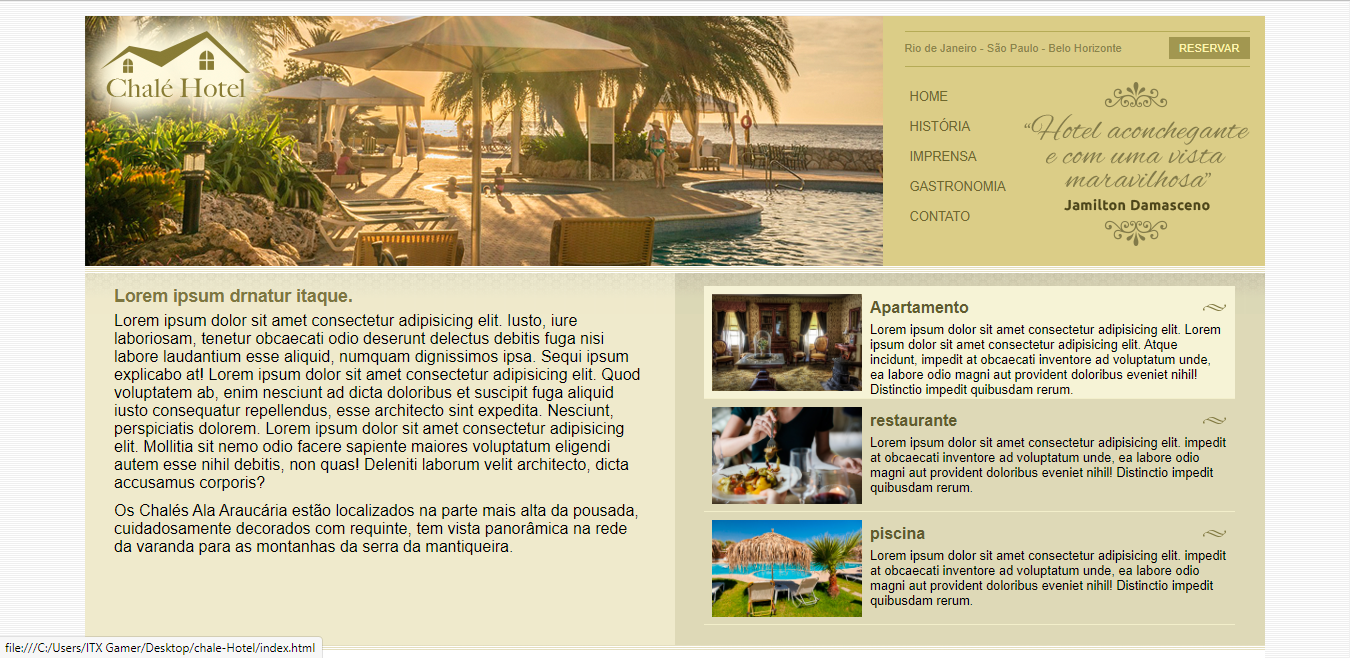 Chalé Hotel
Rio de Janeiro - São Paulo - Belo Horizonte
RESERVAR
HOME
HISTÓRIA
IMPRENSA
GASTRONOMIA
CONTATO
“Hotel aconchegante
e com uma vista
maravilhosa”
Jamilton Damasceno
Lorem ipsum drnatur itaque.
Lorem ipsum dolor sit amet consectetur adipisicing elit. Iusto, iure
laboriosam, tenetur obcaecati odio deserunt delectus debitis fuga nisi
labore laudantium esse aliquid, numquam dignissimos ipsa. Sequi ipsum
explicabo at! Lorem ipsum dolor sit amet consectetur adipisicing elit. Quod
voluptatem ab, enim nesciunt ad dicta doloribus et suscipit fuga aliquid
iusto consequatur repellendus, esse architecto sint expedita. Nesciunt,
perspiciatis dolorem. Lorem ipsum dolor sit amet consectetur adipisicing
elit. Mollitia sit nemo odio facere sapiente maiores voluptatum eligendi
autem esse nihil debitis, non quas! Deleniti laborum velit architecto, dicta
accusamus corporis?
Os Chalés Ala Araucária estão localizados na parte mais alta da pousada,
cuidadosamente decorados com requinte, tem vista panorâmica na rede
da varanda para as montanhas da serra da mantiqueira.
Apartamento
Lorem ipsum dolor sit amet consectetur adipisicing elit. Lorem
ipsum dolor sit amet consectetur adipisicing elit. Atque
incidunt, impedit at obcaecati inventore ad voluptatum unde,
ea labore odio magni aut provident doloribus eveniet nihil!
Distinctio impedit quibusdam rerum.
restaurante
Lorem ipsum dolor sit amet consectetur adipisicing elit. impedit
at obcaecati inventore ad voluptatum unde, ea labore odio
magni aut provident doloribus eveniet nihil! Distinctio impedit
quibusdam rerum.
piscina
Lorem ipsum dolor sit amet consectetur adipisicing elit. impedit
at obcaecati inventore ad voluptatum unde, ea labore odio
magni aut provident doloribus eveniet nihil! Distinctio impedit
quibusdam rerum.
file:///C:/Users/ITX Gamer/Desktop/chale-Hotel/index.html